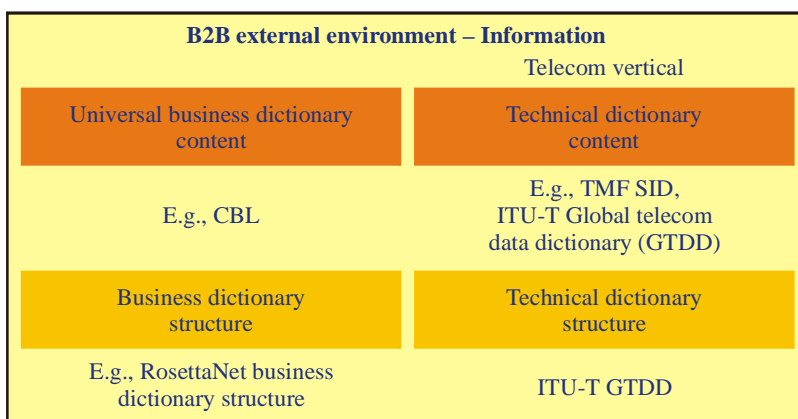 B2B external environment – Information
Telecom vertical
Universal business dictionary
content
Technical dictionary
content
E.g., CBL
E.g., TMF SID,
ITU-T Global telecom
data dictionary (GTDD)
Business dictionary
structure
Technical dictionary
structure
E.g., RosettaNet business
dictionary structure
ITU-T GTDD